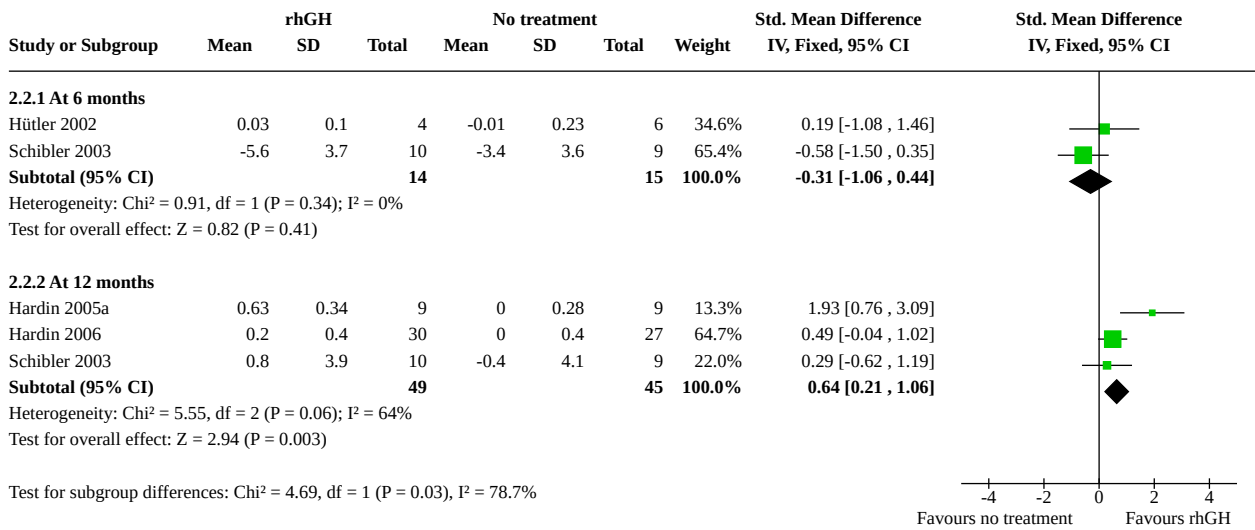 rhGH No treatment Std. Mean Difference Std. Mean Difference
Study or Subgroup Mean SD Total Mean SD Total Weight IV, Fixed, 95% CI IV, Fixed, 95% CI
2.2.1 At 6 months
Hütler 2002 0.03 0.1 4 -0.01 0.23 6 34.6% 0.19 [-1.08 , 1.46]
Schibler 2003 -5.6 3.7 10 -3.4 3.6 9 65.4% -0.58 [-1.50 , 0.35]
Subtotal (95% CI) 14 15 100.0% -0.31 [-1.06 , 0.44]
Heterogeneity: Chi² = 0.91, df = 1 (P = 0.34); I² = 0%
Test for overall effect: Z = 0.82 (P = 0.41)
2.2.2 At 12 months
Hardin 2005a 0.63 0.34 9 0 0.28 9 13.3% 1.93 [0.76 , 3.09]
Hardin 2006 0.2 0.4 30 0 0.4 27 64.7% 0.49 [-0.04 , 1.02]
Schibler 2003 0.8 3.9 10 -0.4 4.1 9 22.0% 0.29 [-0.62 , 1.19]
Subtotal (95% CI) 49 45 100.0% 0.64 [0.21 , 1.06]
Heterogeneity: Chi² = 5.55, df = 2 (P = 0.06); I² = 64%
Test for overall effect: Z = 2.94 (P = 0.003)
Test for subgroup differences: Chi² = 4.69, df = 1 (P = 0.03), I² = 78.7%
-4 -2 0 2 4
Favours no treatment Favours rhGH